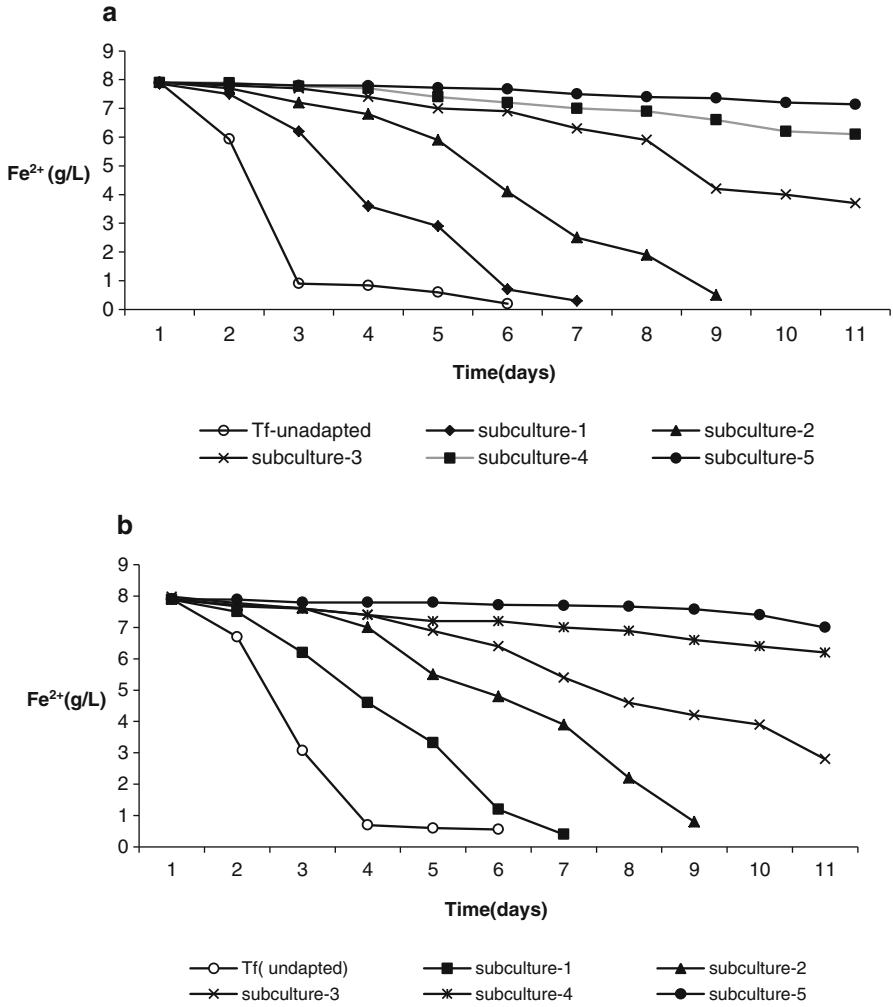 a
9
8
7
6
5
4
3
2
1
0
Fe²⁺ (g/L)
1 2 3 4 5 6 7 8 9 10 11
Time(days)
Tf-unadapted subculture-1 subculture-2
subculture-3 subculture-4 subculture-5
b
9
8
7
6
5
4
3
2
1
0
Fe²⁺(g/L)
1 2 3 4 5 6 7 8 9 10 11
Time(days)
Tf( undapted) subculture-1 subculture-2
subculture-3 subculture-4 subculture-5